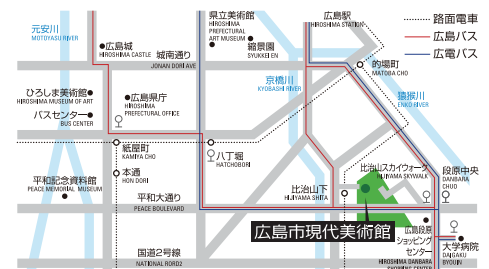 元安川
MOTOYASU RIVER
広島城
HIROSHIMA CASTLE
県立美術館
HIROSHIMA
PREFECTURAL
ART MUSEUM
城南通り
JONAN DORI AVE
縮景園
SYUKKEI EN
広島駅
HIROSHIMA STATION
路面電車
広島バス
広電バス
的場町
MATOBA CHO
京橋川
KYOBASHI RIVER
猿猴川
ENKO RIVER
ひろしま美術館
HIROSHIMA MUSEUM OF ART
バスセンター
BUS CENTER
広島県庁
HIROSHIMA
PREFECTURAL OFFICE
紙屋町
KAMIYA CHO
八丁堀
HATCHOBORI
本通
HON DORI
平和記念資料館
PEACE MEMORIAL MUSEUM
平和大通り
PEACE BOULEVARD
比治山下
HIJIYAMA SHITA
比治山スカイウォーク
HIJIYAMA SKYWALK
段原中央
DANBARA
CHUO
広島市現代美術館
広島段原
ショッピング
センター
HIROSHIMA DANBARA
SHOPPING CENTER
大学病院
DAIGAKU
BYOUIN
国道2号線
NATIONAL ROAD2